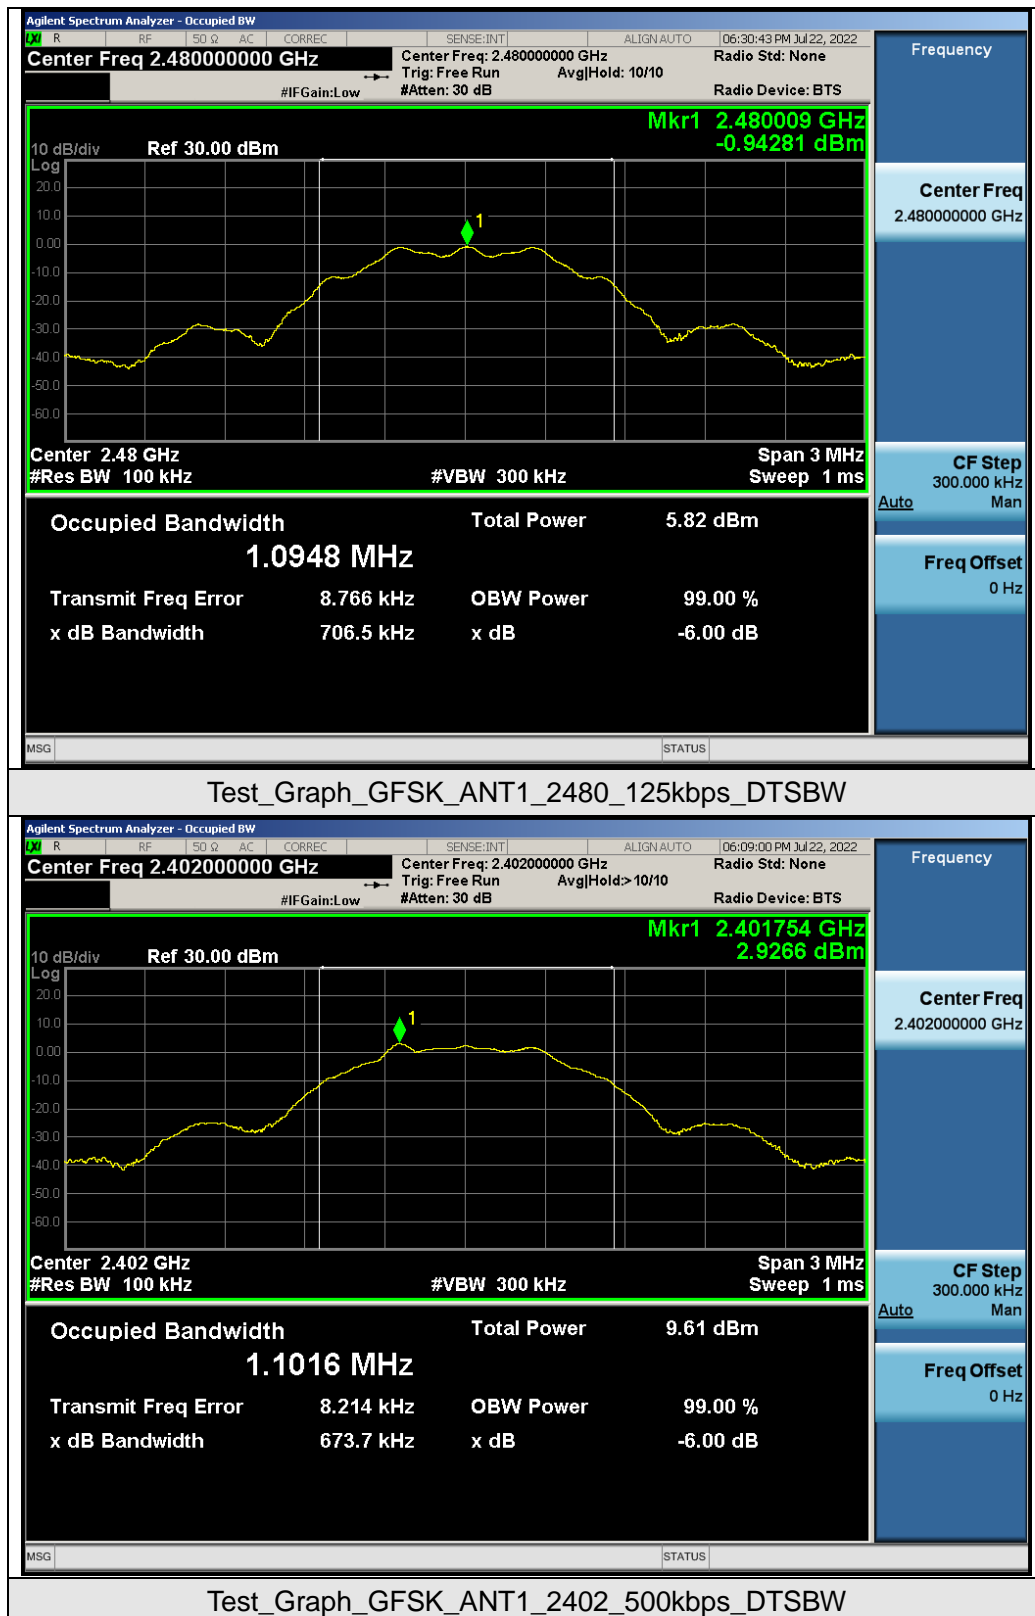 Agilent Spectrum Analyzer - Occupied BW
LXI R RF 50 Ω AC CORREC SENSE:INT ALIGN AUTO 06:30:43 PM Jul 22, 2022
Center Freq 2.480000000 GHz Center Freq: 2.480000000 GHz Radio Std: None
Trig: Free Run Avg|Hold: 10/10
#IFGain:Low #Atten: 30 dB Radio Device: BTS
Mkr1 2.480009 GHz
-0.94281 dBm
10 dB/div Ref 30.00 dBm
Log
20.0
10.0
1
0.00
-10.0
-20.0
-30.0
-40.0
-50.0
-60.0
Center 2.48 GHz Span 3 MHz
#Res BW 100 kHz #VBW 300 kHz Sweep 1 ms
Occupied Bandwidth Total Power 5.82 dBm
1.0948 MHz
Transmit Freq Error 8.766 kHz OBW Power 99.00 %
x dB Bandwidth 706.5 kHz x dB -6.00 dB
MSG STATUS
Frequency
Center Freq
2.480000000 GHz
CF Step
300.000 kHz
Auto Man
Freq Offset
0 Hz
Test_Graph_GFSK_ANT1_2480_125kbps_DTSBW
Agilent Spectrum Analyzer - Occupied BW
LXI R RF 50 Ω AC CORREC SENSE:INT ALIGN AUTO 06:09:00 PM Jul 22, 2022
Center Freq 2.402000000 GHz Center Freq: 2.402000000 GHz Radio Std: None
Trig: Free Run Avg|Hold:>10/10
#IFGain:Low #Atten: 30 dB Radio Device: BTS
Mkr1 2.401754 GHz
2.9266 dBm
10 dB/div Ref 30.00 dBm
Log
20.0
10.0
1
0.00
-10.0
-20.0
-30.0
-40.0
-50.0
-60.0
Center 2.402 GHz Span 3 MHz
#Res BW 100 kHz #VBW 300 kHz Sweep 1 ms
Occupied Bandwidth Total Power 9.61 dBm
1.1016 MHz
Transmit Freq Error 8.214 kHz OBW Power 99.00 %
x dB Bandwidth 673.7 kHz x dB -6.00 dB
MSG STATUS
Frequency
Center Freq
2.402000000 GHz
CF Step
300.000 kHz
Auto Man
Freq Offset
0 Hz
Test_Graph_GFSK_ANT1_2402_500kbps_DTSBW